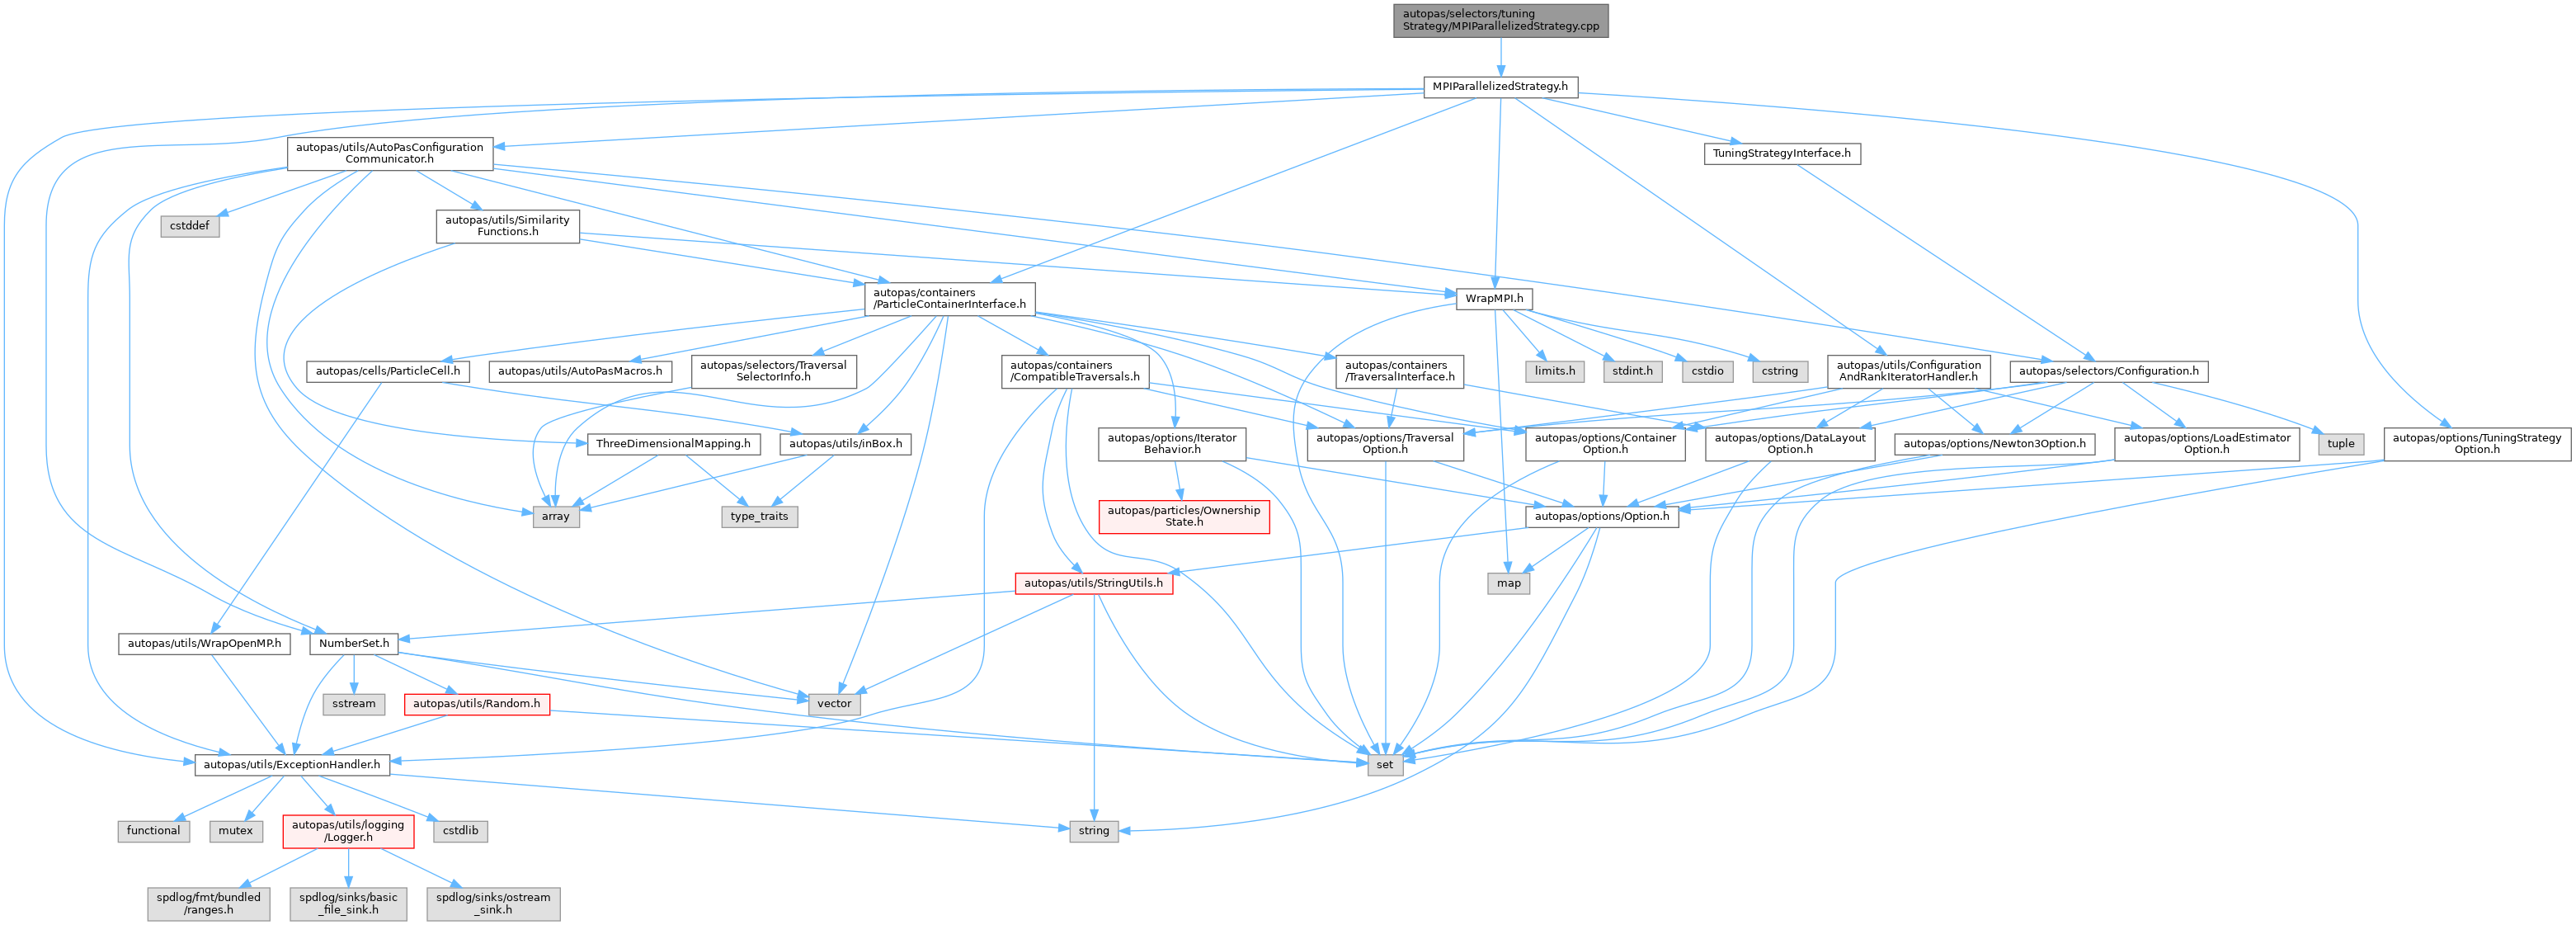 autopas/selectors/tuning
Strategy/MPIParallelizedStrategy.cpp
MPIParallelizedStrategy.h
autopas/utils/AutoPasConfiguration
Communicator.h
TuningStrategyInterface.h
cstddef
autopas/utils/Similarity
Functions.h
autopas/containers
/ParticleContainerInterface.h
WrapMPI.h
autopas/cells/ParticleCell.h
autopas/utils/AutoPasMacros.h
autopas/selectors/Traversal
SelectorInfo.h
autopas/containers
/CompatibleTraversals.h
autopas/containers
/TraversalInterface.h
limits.h
stdint.h
cstdio
cstring
autopas/utils/Configuration
AndRankIteratorHandler.h
autopas/selectors/Configuration.h
ThreeDimensionalMapping.h
autopas/utils/inBox.h
autopas/options/Iterator
Behavior.h
autopas/options/Traversal
Option.h
autopas/options/Container
Option.h
autopas/options/DataLayout
Option.h
autopas/options/Newton3Option.h
autopas/options/LoadEstimator
Option.h
tuple
autopas/options/TuningStrategy
Option.h
array
type_traits
autopas/particles/Ownership
State.h
autopas/options/Option.h
autopas/utils/StringUtils.h
map
autopas/utils/WrapOpenMP.h
NumberSet.h
sstream
autopas/utils/Random.h
vector
autopas/utils/ExceptionHandler.h
set
functional
mutex
autopas/utils/logging
/Logger.h
cstdlib
string
spdlog/fmt/bundled
/ranges.h
spdlog/sinks/basic
_file_sink.h
spdlog/sinks/ostream
_sink.h